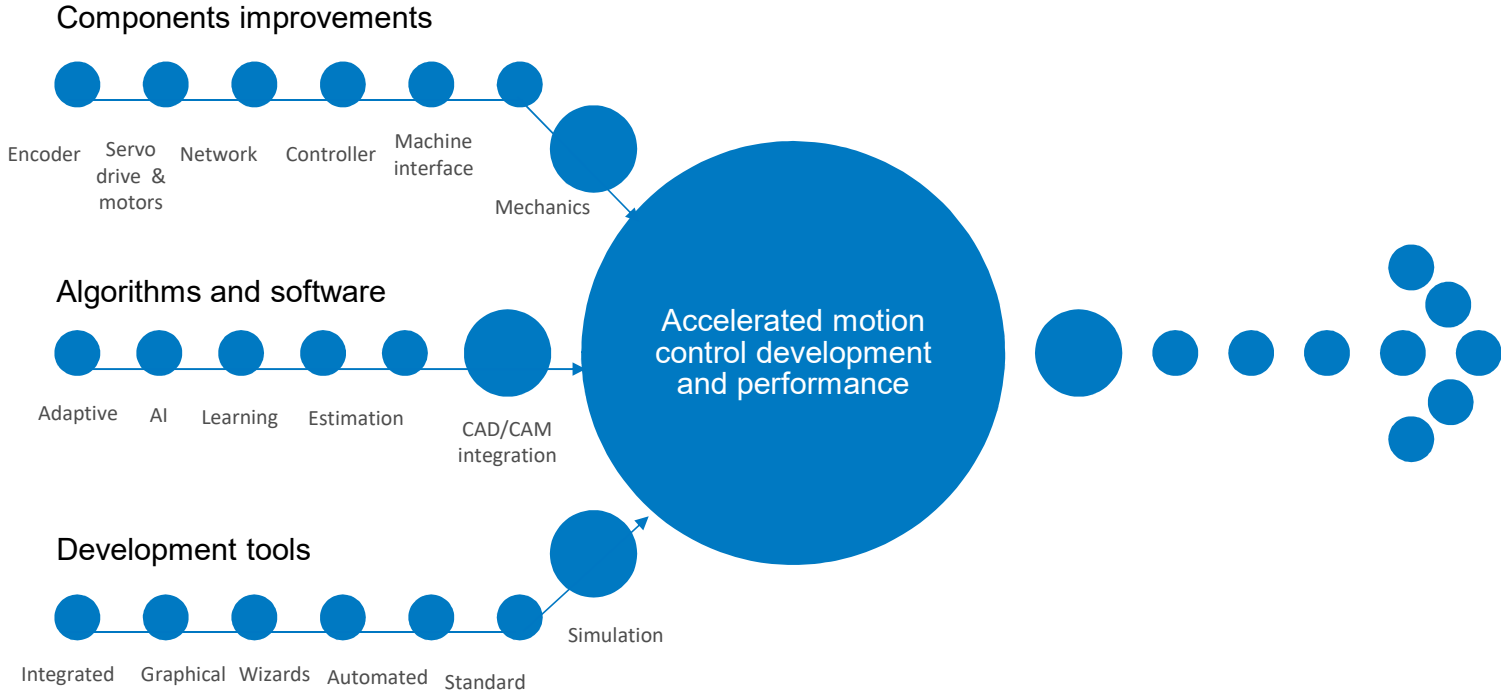 Components improvements
Encoder
Servo
drive &
motors
Network
Controller
Machine
interface
Mechanics
Algorithms and software
Adaptive
AI
Learning
Estimation
CAD/CAM
integration
Accelerated motion
control development
and performance
Development tools
Integrated
Graphical
Wizards
Automated
Standard
Simulation